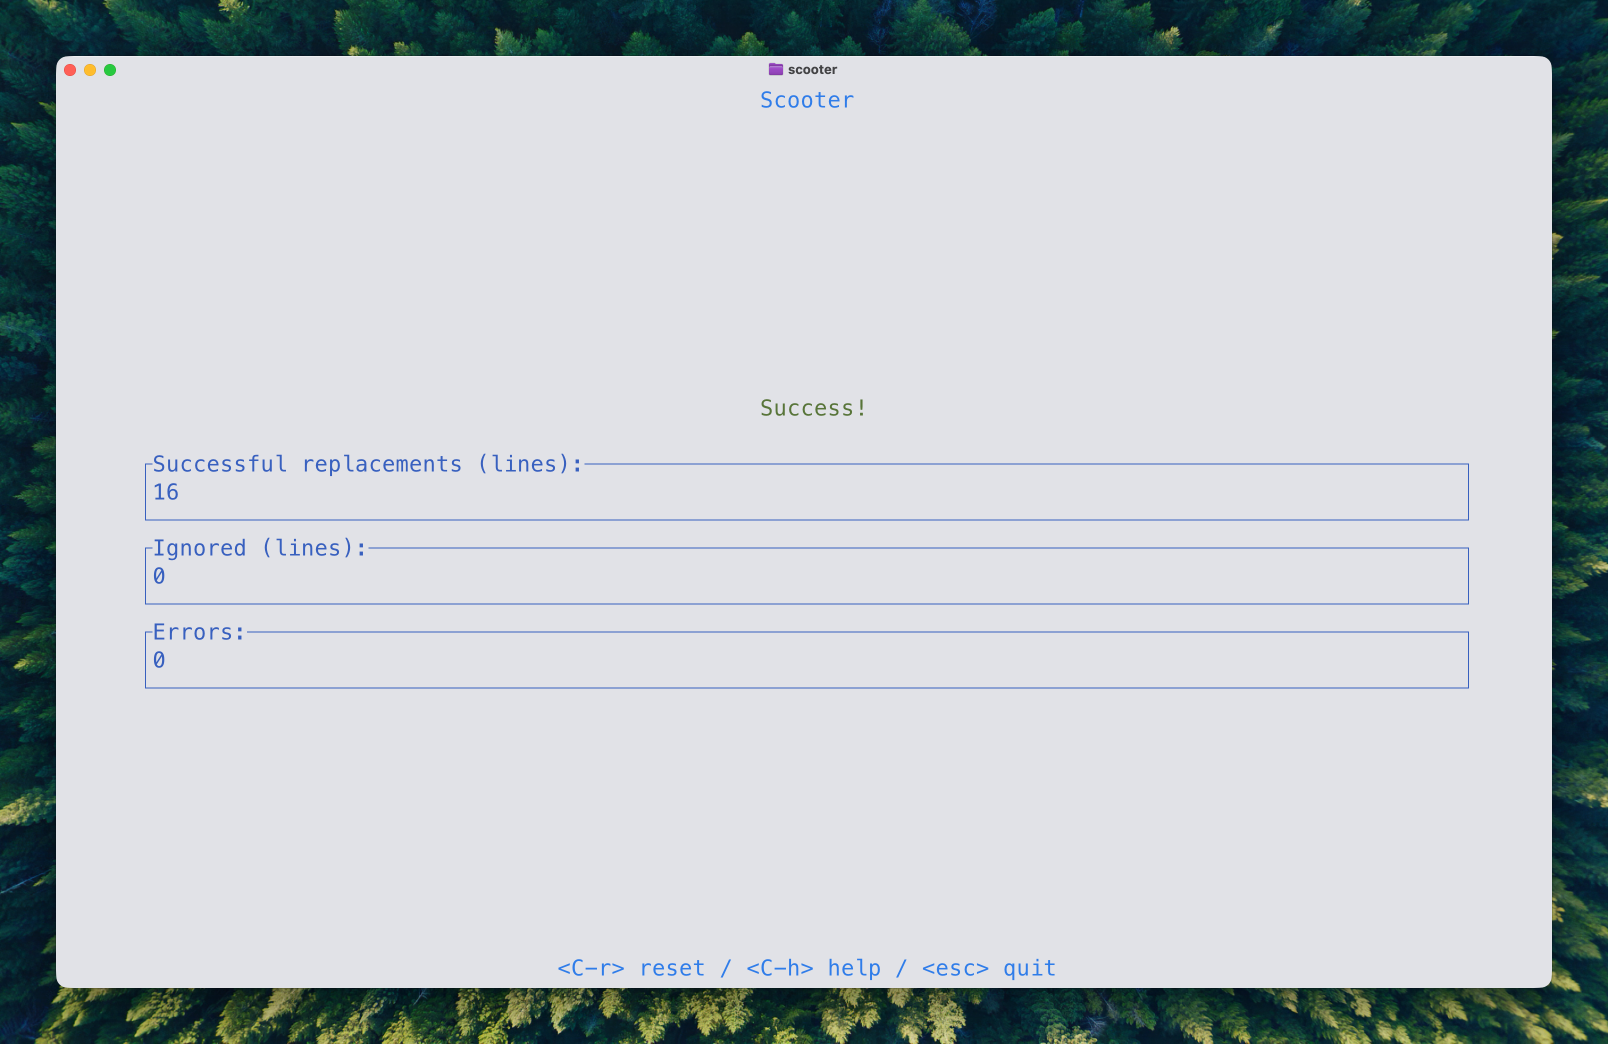 scooter
Scooter
Success!
Successful replacements (lines):
16
Ignored (lines):
0
Errors:
0
<C-r> reset / <C-h> help / <esc> quit